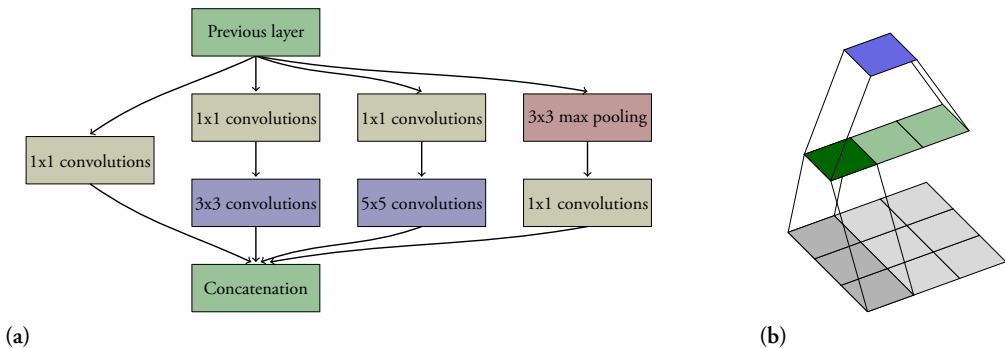 Previous layer
1x1 convolutions
1x1 convolutions
3x3 max pooling
1x1 convolutions
3x3 convolutions
5x5 convolutions
1x1 convolutions
Concatenation
(a)
(b)